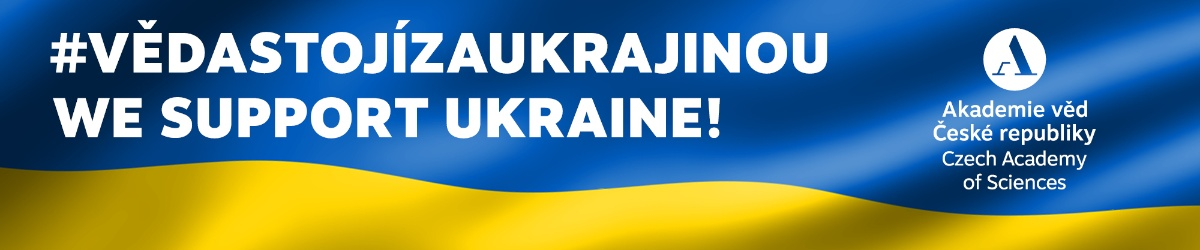 #VĚDASTOJÍZAUKRAJINOU
WE SUPPORT UKRAINE!
Akademie věd
České republiky
Czech Academy
of Sciences